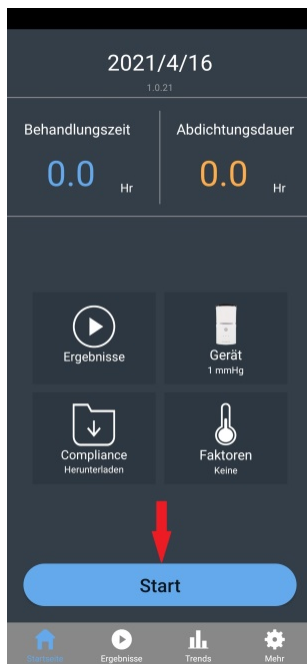 2021/4/16
1.0.21
Behandlungszeit
Abdichtungsdauer
0.0 Hr
0.0 Hr
Ergebnisse
Gerät
1 mmHg
Compliance
Herunterladen
Faktoren
Keine
Start
Startseite
Ergebnisse
Trends
Mehr